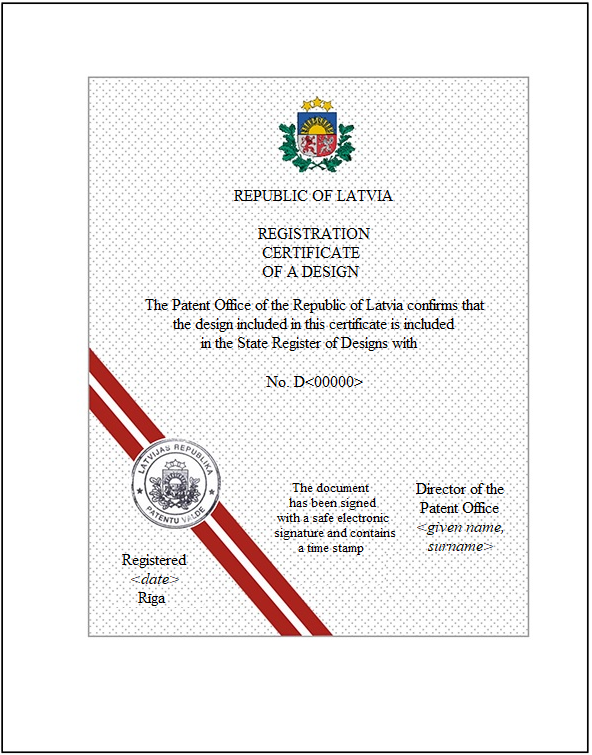 REPUBLIC OF LATVIA
REGISTRATION
CERTIFICATE
OF A DESIGN
The Patent Office of the Republic of Latvia confirms that
the design included in this certificate is included
in the State Register of Designs with
No. D<00000>
LATVIJAS REPUBLIKA
PATENTU VALDE
Registered
<date>
Riga
The document
has been signed
with a safe electronic
signature and contains
a time stamp
Director of the
Patent Office
<given name,
surname>